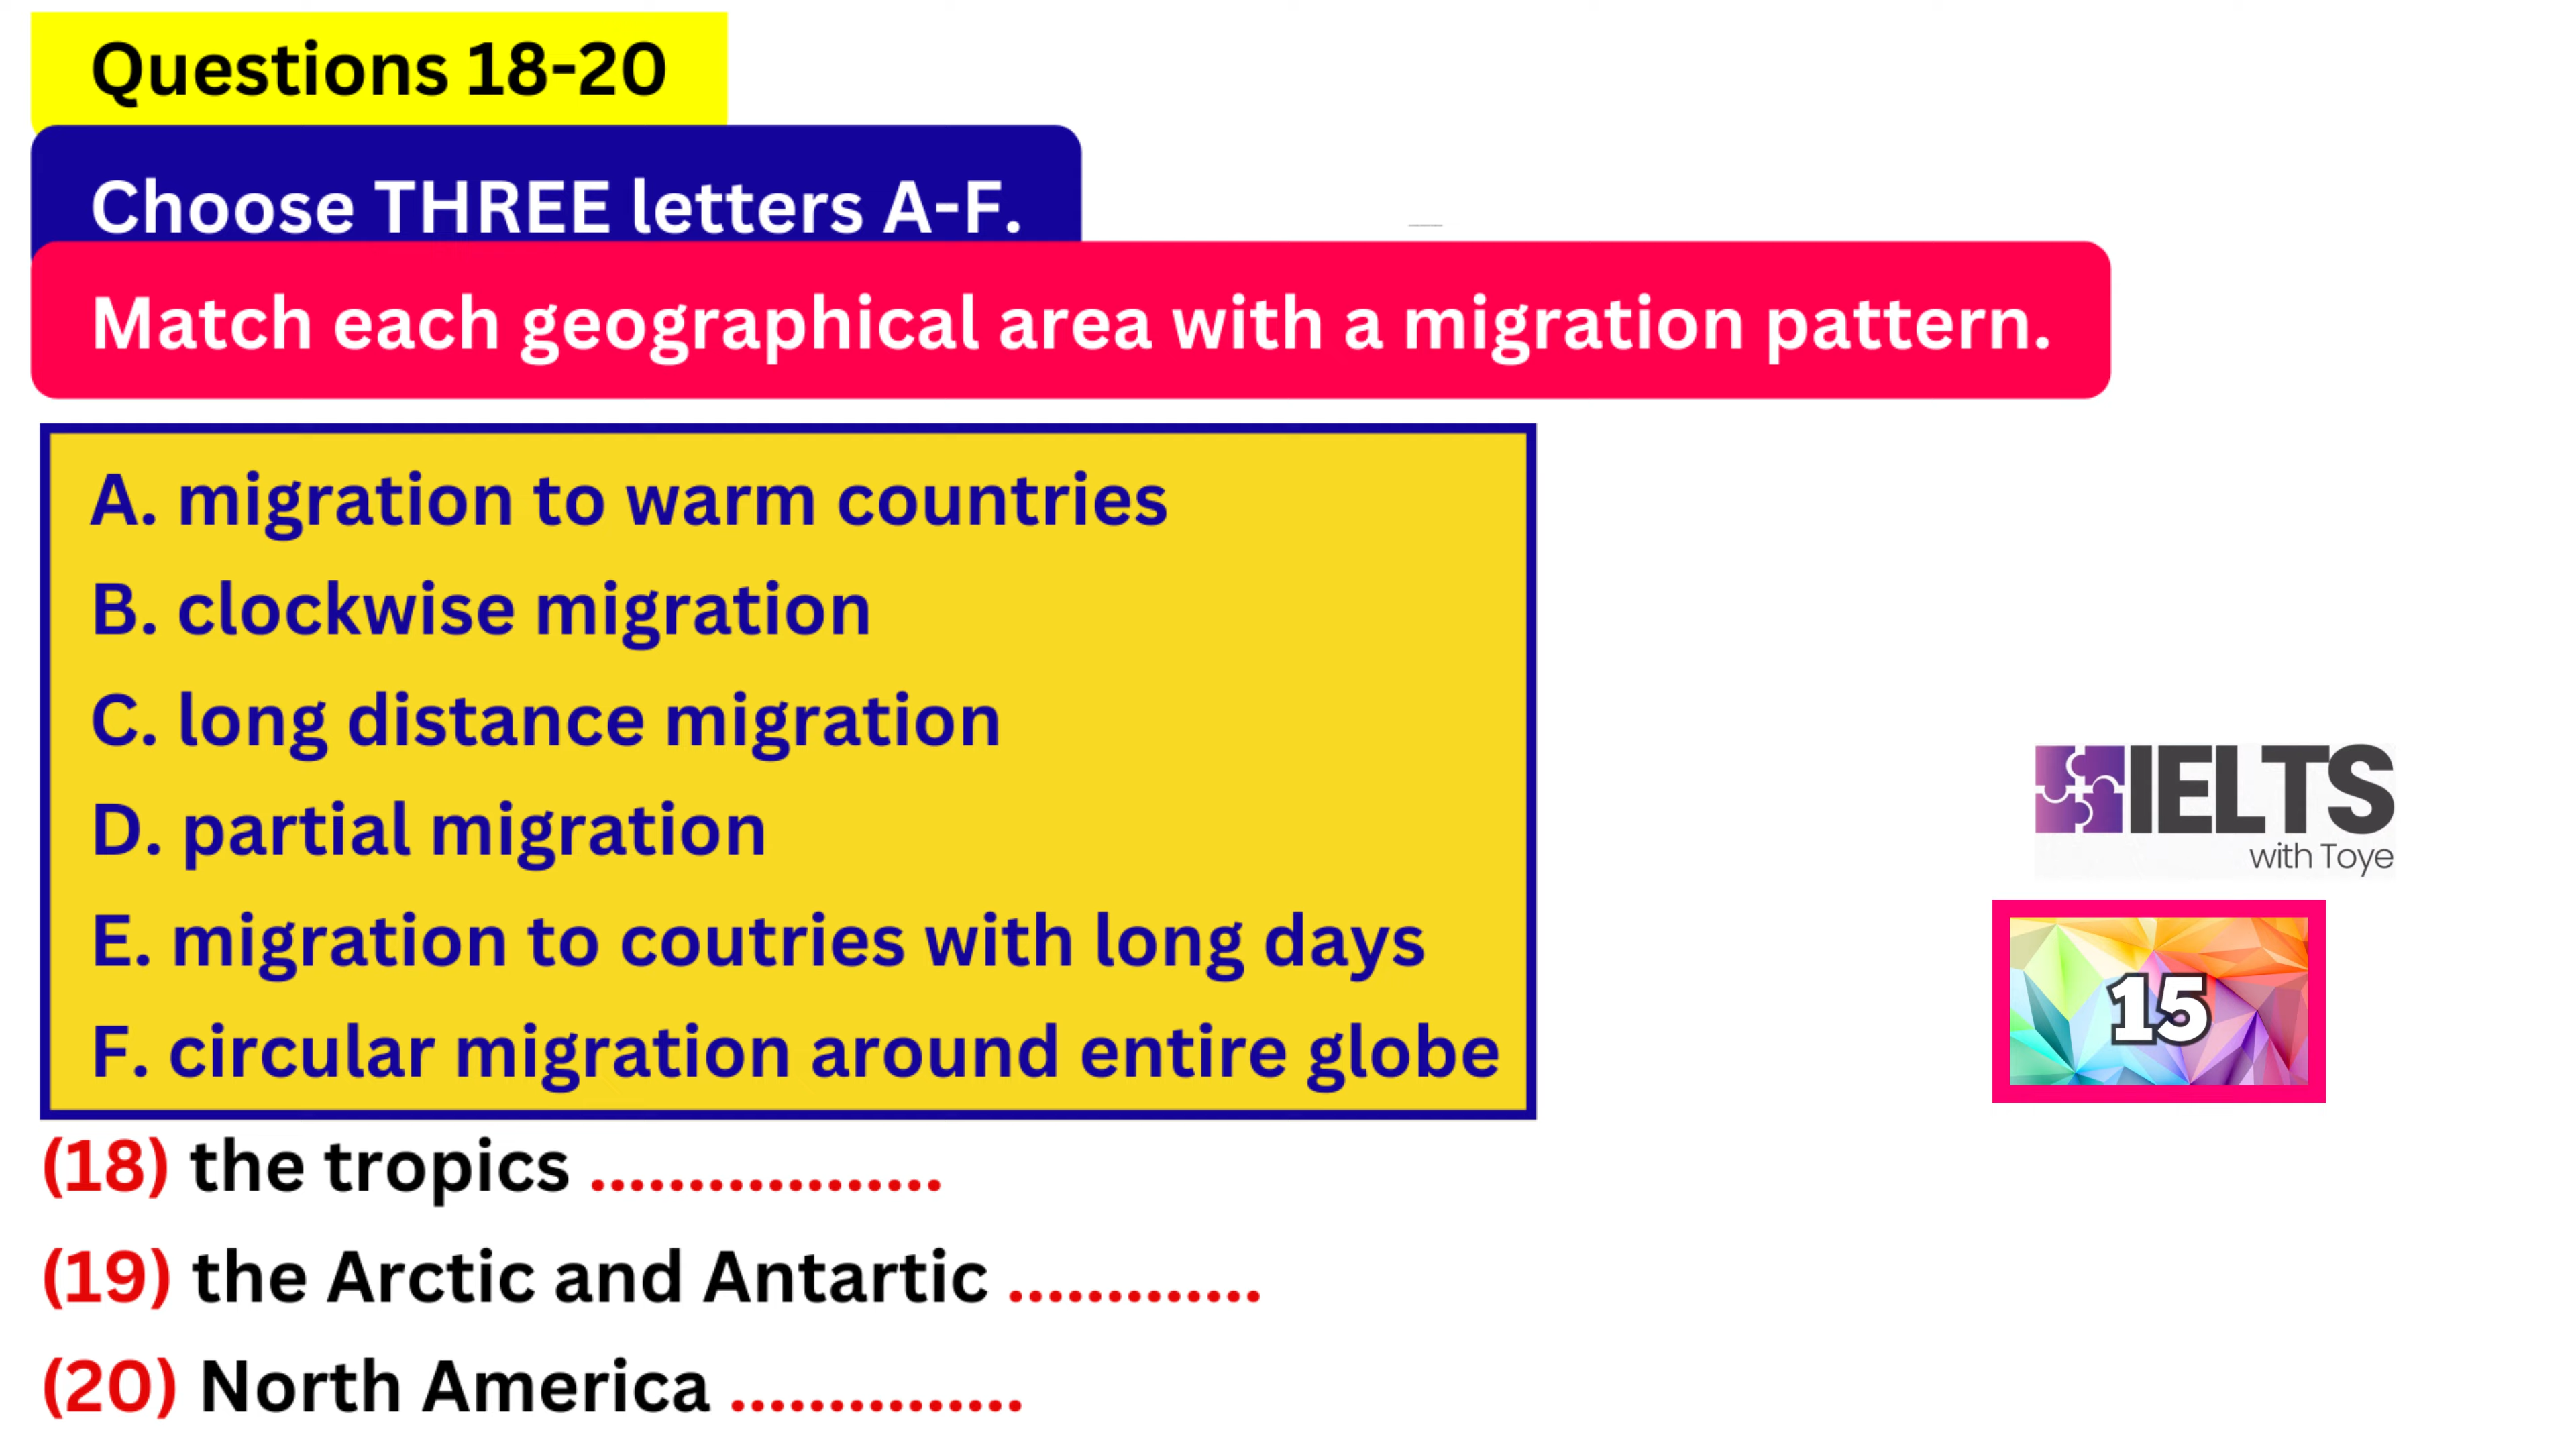 Questions 18-20
Choose THREE letters A-F.
Match each geographical area with a migration pattern.
A. migration to warm countries
B. clockwise migration
C. long distance migration
D. partial migration
E. migration to coutries with long days
F. circular migration around entire globe
IELTS
with Toye
15
(18) the tropics ..................
(19) the Arctic and Antartic .............
(20) North America ...............